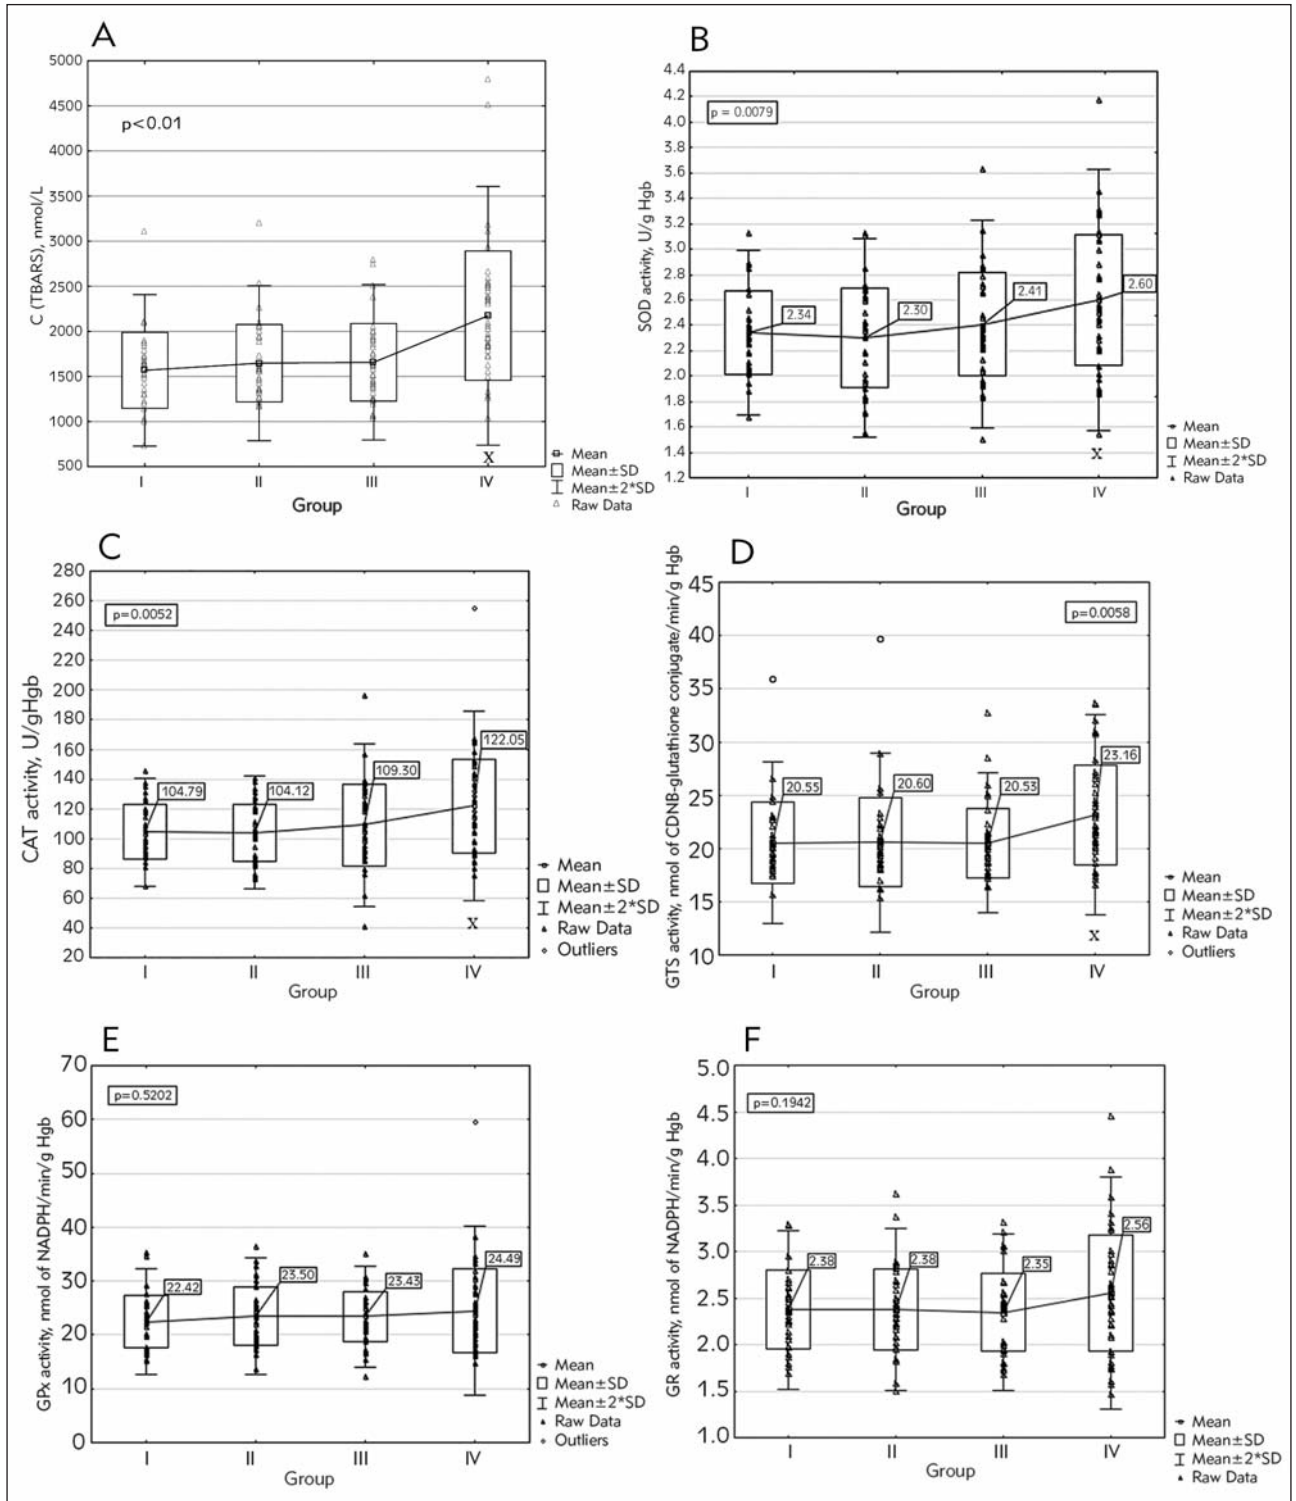 A
C (TBARS), nmol/L
5000
4500
4000
3500
3000
2500
2000
1500
1000
500
p<0.01
X
I
II
III
IV
Group
Mean
Mean±SD
Mean±2*SD
Raw Data
B
SOD activity, U/g Hgb
4.4
4.2
4.0
3.8
3.6
3.4
3.2
3.0
2.8
2.6
2.4
2.2
2.0
1.8
1.6
1.4
1.2
p = 0.0079
2.34
2.30
2.41
2.60
X
I
II
III
IV
Group
Mean
Mean±SD
Mean±2*SD
Raw Data
C
CAT activity, U/gHgb
280
260
240
220
200
180
160
140
120
100
80
60
40
20
p=0.0052
104.79
104.12
109.30
122.05
X
I
II
III
IV
Group
Mean
Mean±SD
Mean±2*SD
Raw Data
Outliers
D
GTS activity, nmol of CDNB-glutathione conjugate/min/g Hgb
45
40
35
30
25
20
15
10
p=0.0058
20.55
20.60
20.53
23.16
X
I
II
III
IV
Group
Mean
Mean±SD
Mean±2*SD
Raw Data
Outliers
E
GPx activity, nmol of NADPH/min/g Hgb
70
60
50
40
30
20
10
0
p=0.5202
22.42
23.50
23.43
24.49
I
II
III
IV
Group
Mean
Mean±SD
Mean±2*SD
Raw Data
Outliers
F
GR activity, nmol of NADPH/min/g Hgb
5.0
4.5
4.0
3.5
3.0
2.5
2.0
1.5
1.0
p=0.1942
2.38
2.38
2.35
2.56
I
II
III
IV
Group
Mean
Mean±SD
Mean±2*SD
Raw Data